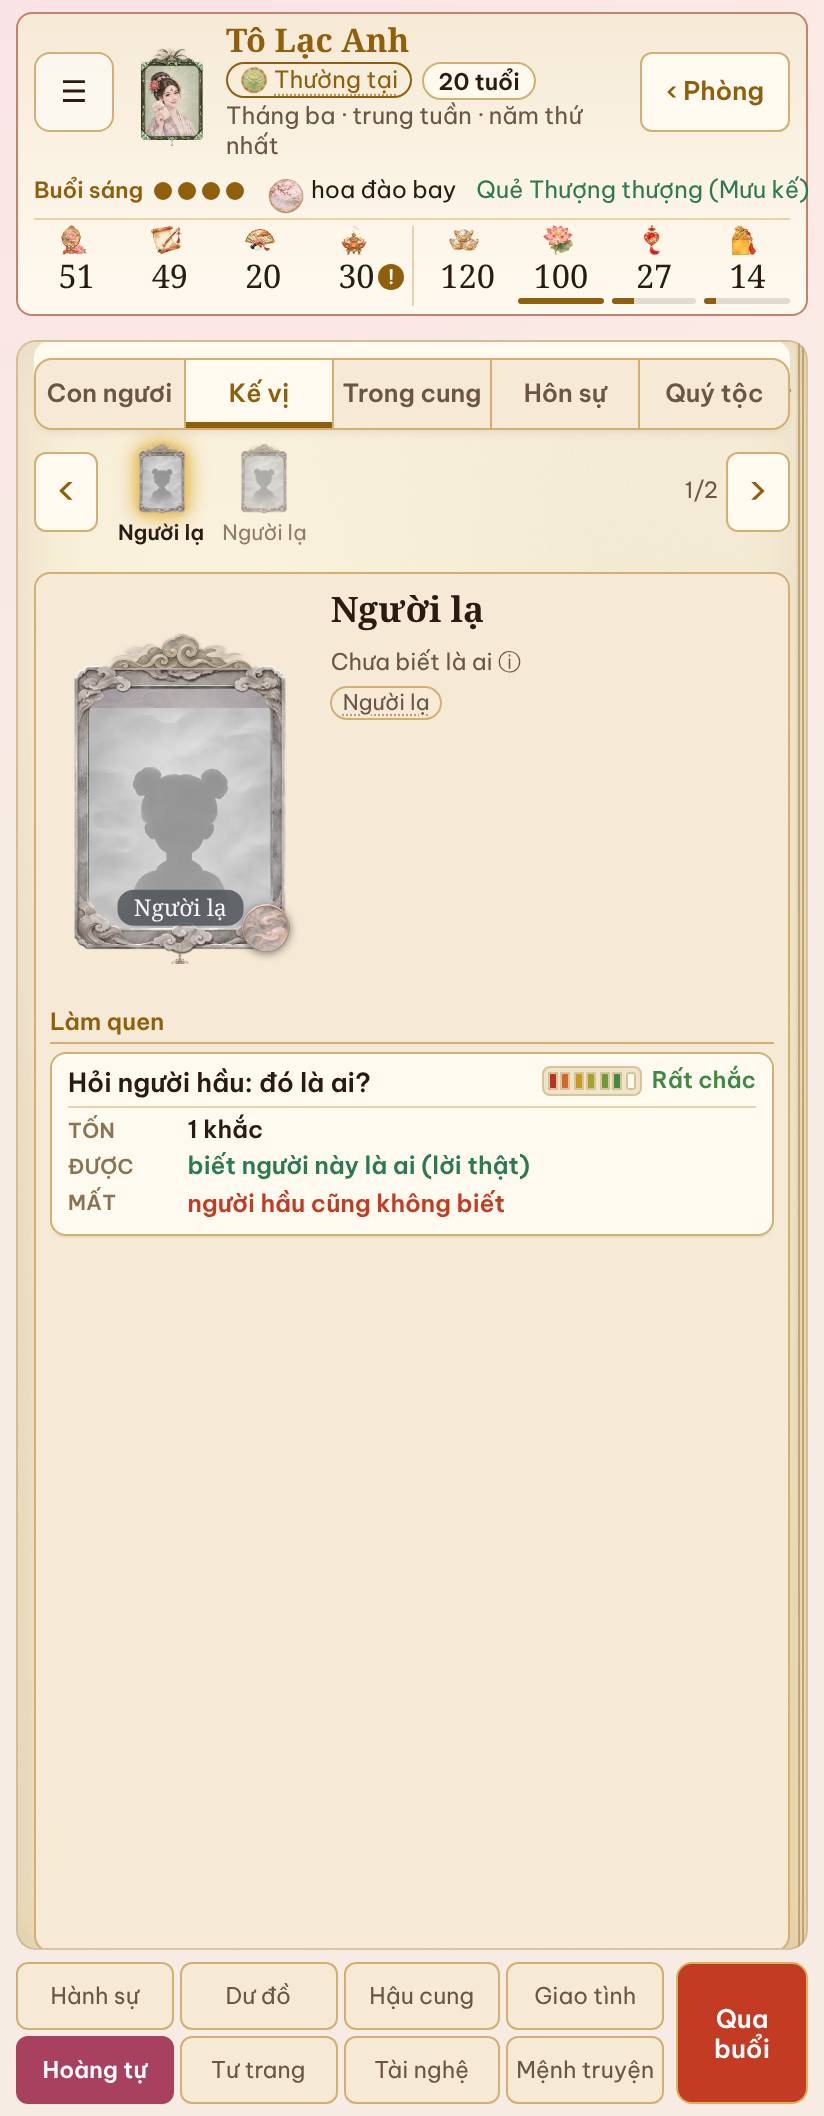 ☰
Tô Lạc Anh
Thường tại
20 tuổi
Tháng ba · trung tuần · năm thứ
nhất
‹ Phòng
Buổi sáng
hoa đào bay
Quẻ Thượng thượng (Mưu kế)
51 49 20 30 ! 120 100 27 14
Con ngươi
Kế vị
Trong cung
Hôn sự
Quý tộc
‹
Người lạ
Người lạ
1/2
›
Người lạ
Chưa biết là ai ⓘ
Người lạ
Người lạ
Làm quen
Hỏi người hầu: đó là ai?
Rất chắc
TỐN 1 khắc
ĐƯỢC biết người này là ai (lời thật)
MẤT người hầu cũng không biết
Hành sự
Dư đồ
Hậu cung
Giao tình
Hoàng tự
Tư trang
Tài nghệ
Mệnh truyện
Qua
buổi